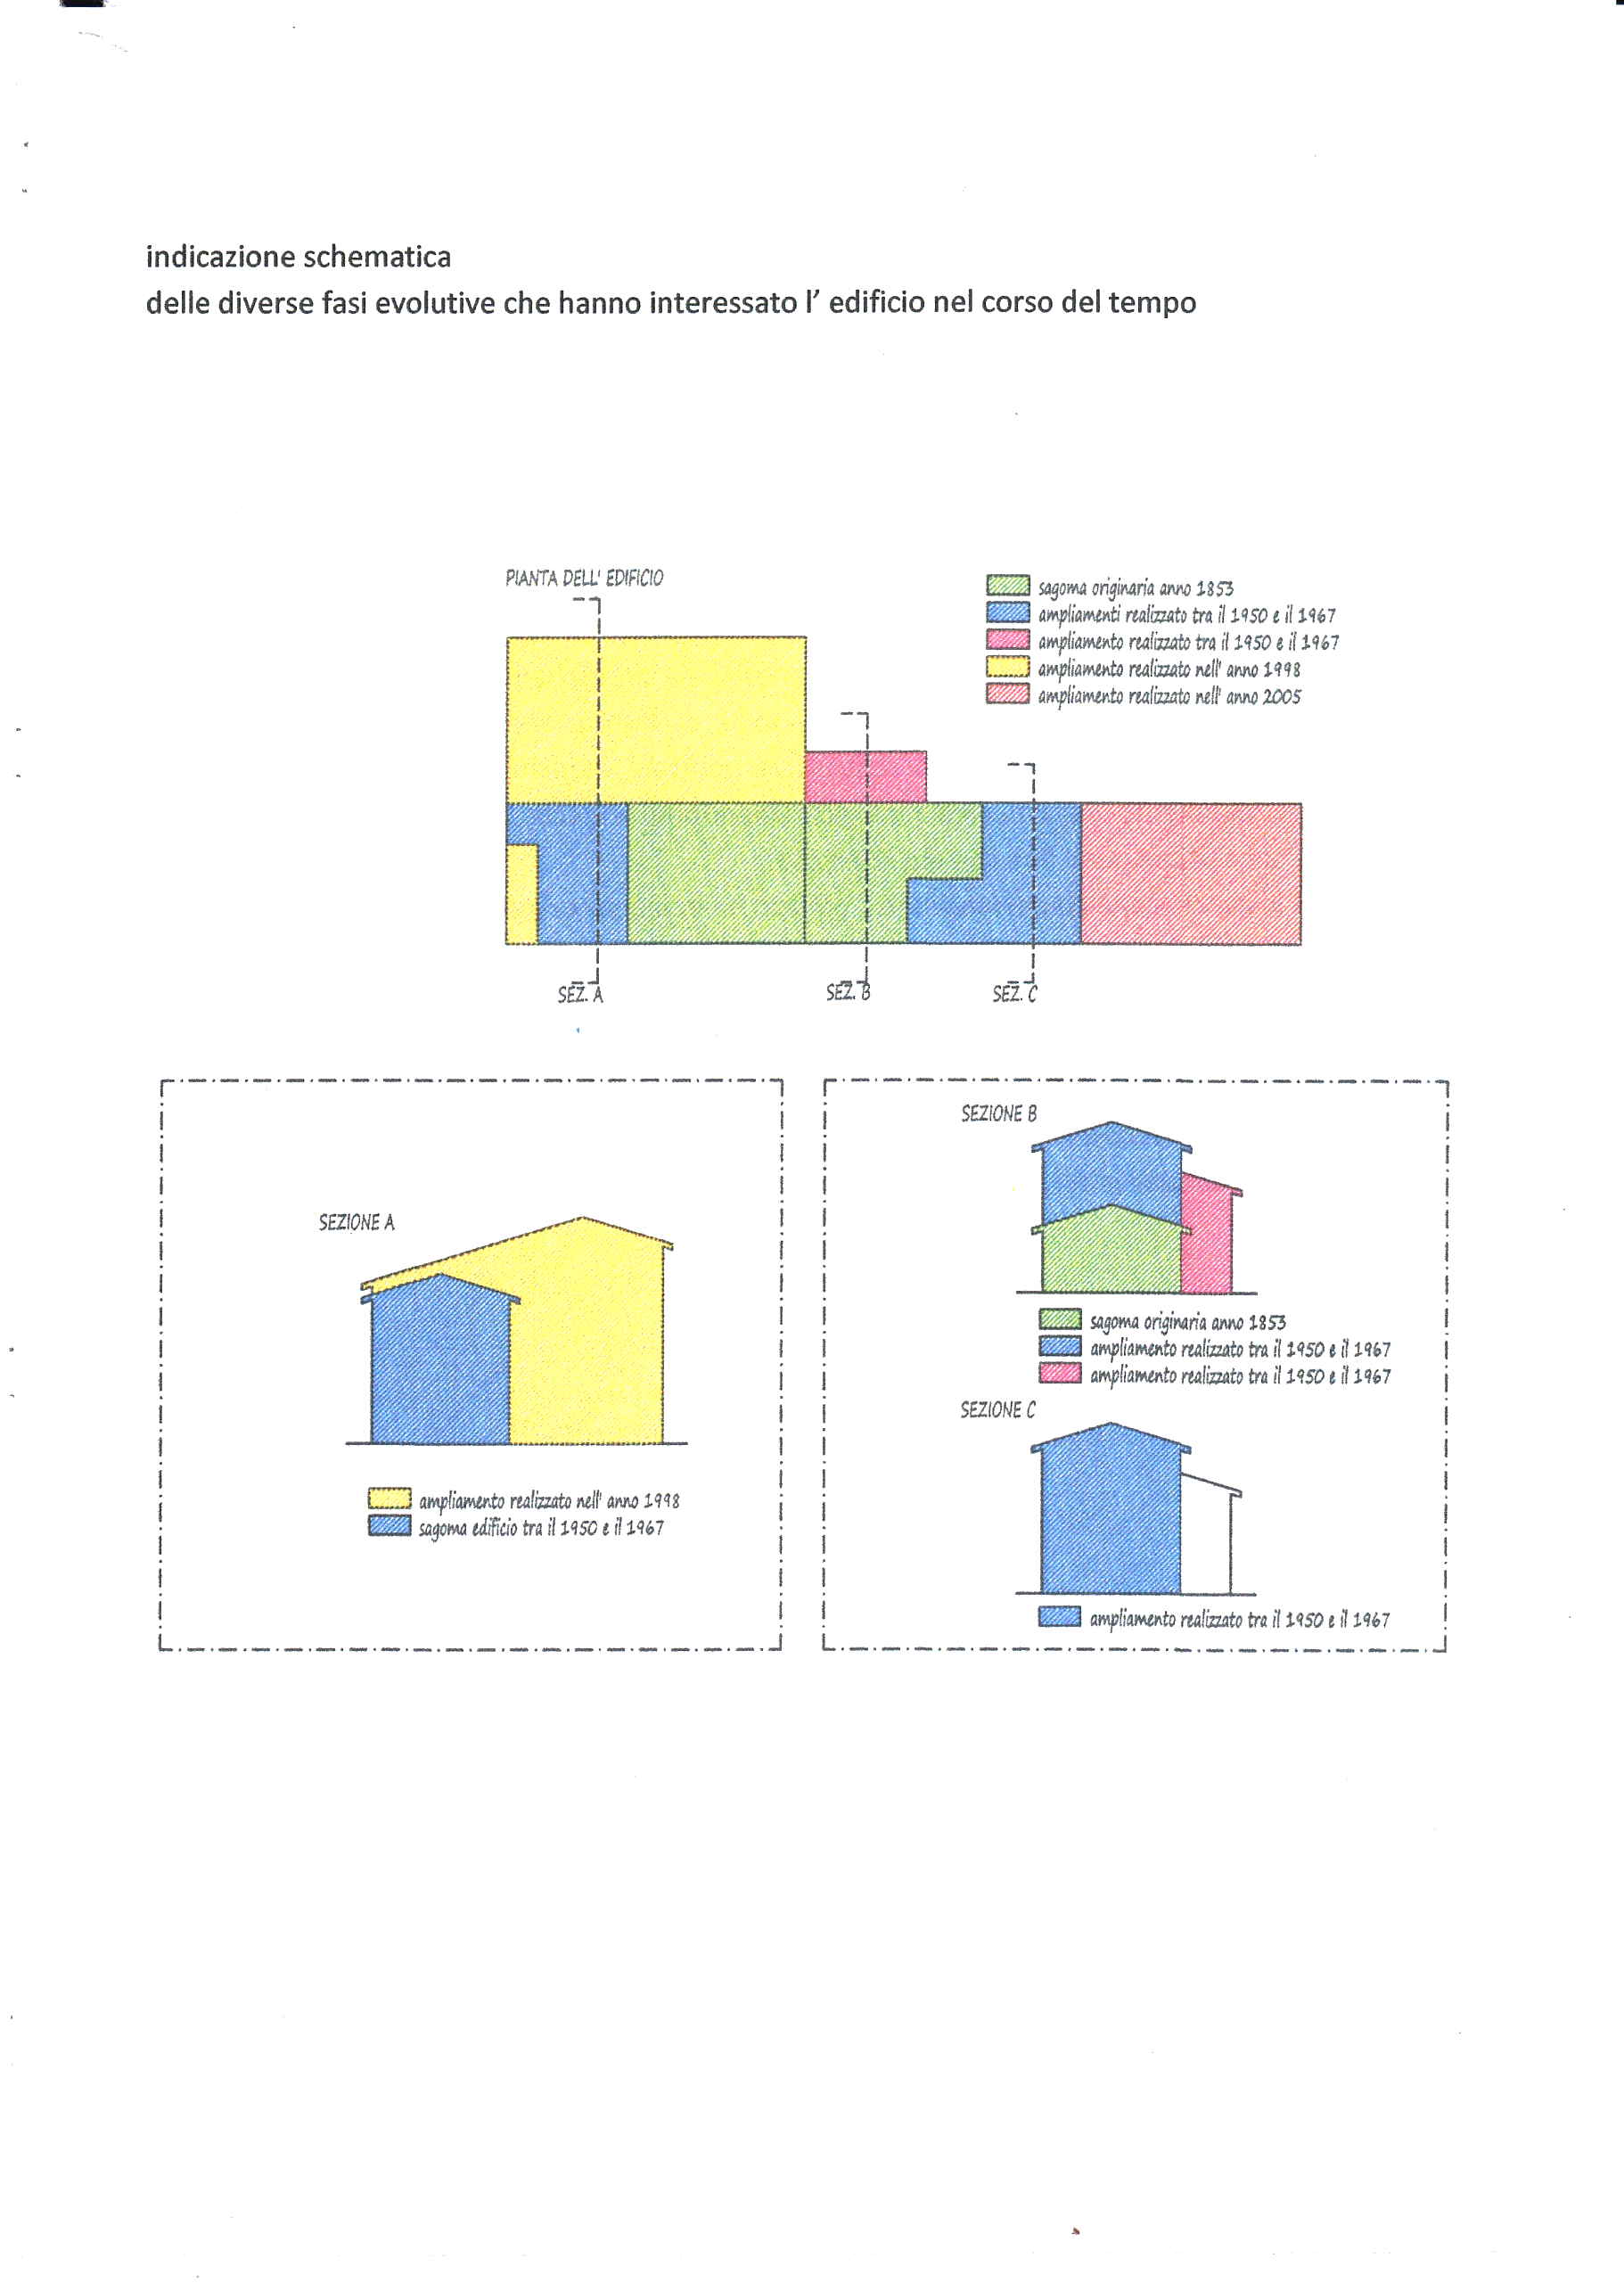 indicazione schematica
delle diverse fasi evolutive che hanno interessato l' edificio nel corso del tempo
PIANTA DELL' EDIFICIO
sagoma originaria anno 1853
ampliamenti realizzato tra il 1950 e il 1967
ampliamento realizzato tra il 1950 e il 1967
ampliamento realizzato nell' anno 1998
ampliamento realizzato nell' anno 2005
SEZ. A
SEZ. B
SEZ. C
SEZIONE A
ampliamento realizzato nell' anno 1998
sagoma edificio tra il 1950 e il 1967
SEZIONE B
sagoma originaria anno 1853
ampliamento realizzato tra il 1950 e il 1967
ampliamento realizzato tra il 1950 e il 1967
SEZIONE C
ampliamento realizzato tra il 1950 e il 1967